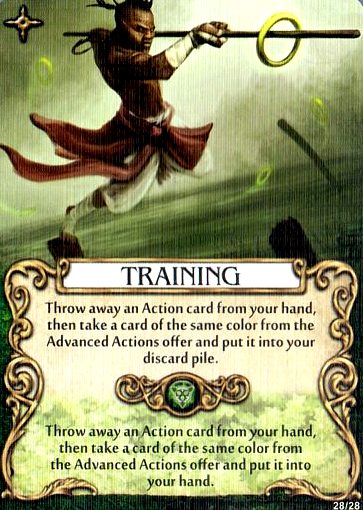 TRAINING
Throw away an Action card from your hand,
then take a card of the same color from the
Advanced Actions offer and put it into your
discard pile.
Throw away an Action card from your hand,
then take a card of the same color from
the Advanced Actions offer and put it into
your hand.
28/28